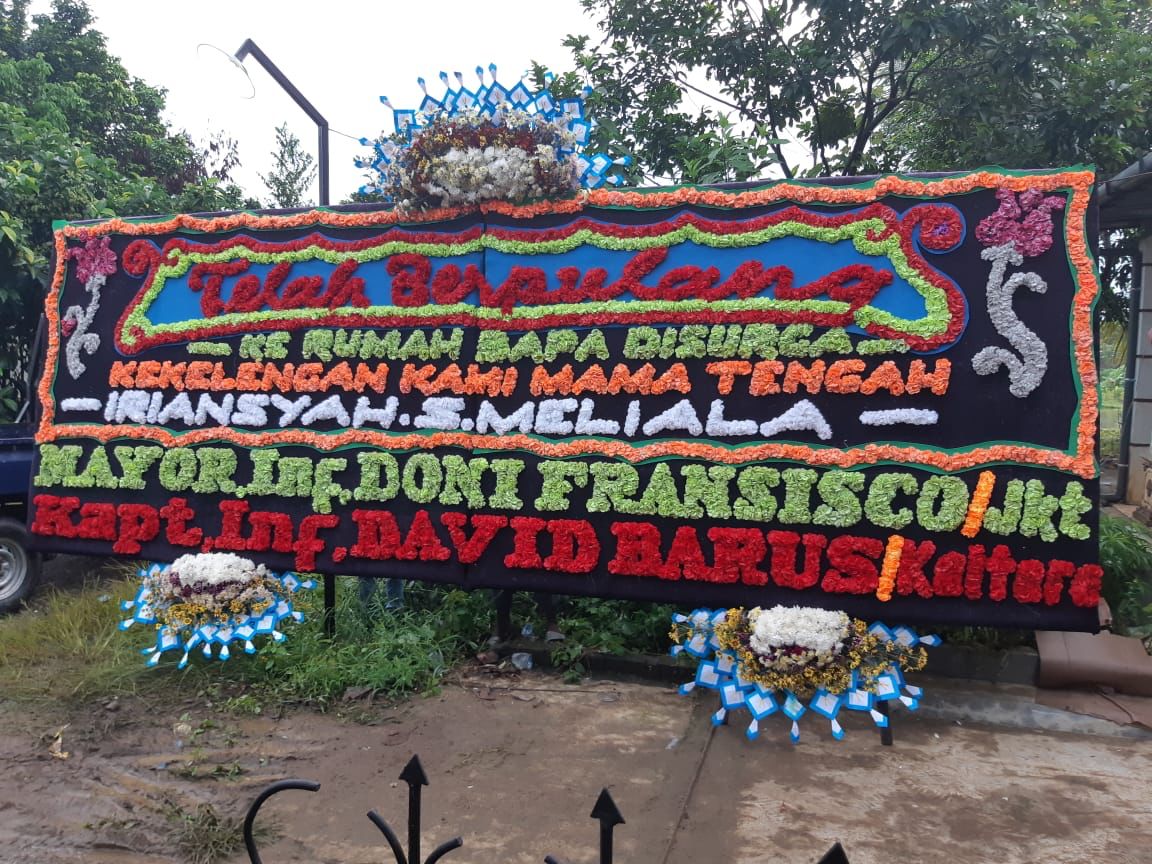 Telah Berpulang
- KE RUMAH BAPA DISURGA -
KEKELENGAN KAMI MAMA TENGAH
- IRIANSYAH.S.MELIALA -
MAYOR Inf. DONI FRANSISCO/Jkt
Kapt. Inf. DAVID BARUS/Kaltara